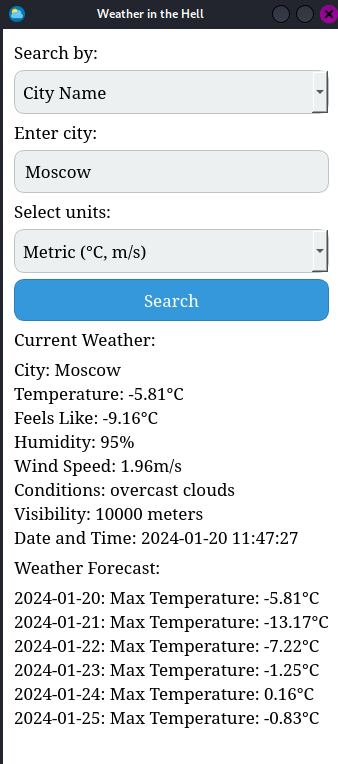 Weather in the Hell
Search by:
City Name
Enter city:
Moscow
Select units:
Metric (°C, m/s)
Search
Current Weather:
City: Moscow
Temperature: -5.81°C
Feels Like: -9.16°C
Humidity: 95%
Wind Speed: 1.96m/s
Conditions: overcast clouds
Visibility: 10000 meters
Date and Time: 2024-01-20 11:47:27
Weather Forecast:
2024-01-20: Max Temperature: -5.81°C
2024-01-21: Max Temperature: -13.17°C
2024-01-22: Max Temperature: -7.22°C
2024-01-23: Max Temperature: -1.25°C
2024-01-24: Max Temperature: 0.16°C
2024-01-25: Max Temperature: -0.83°C